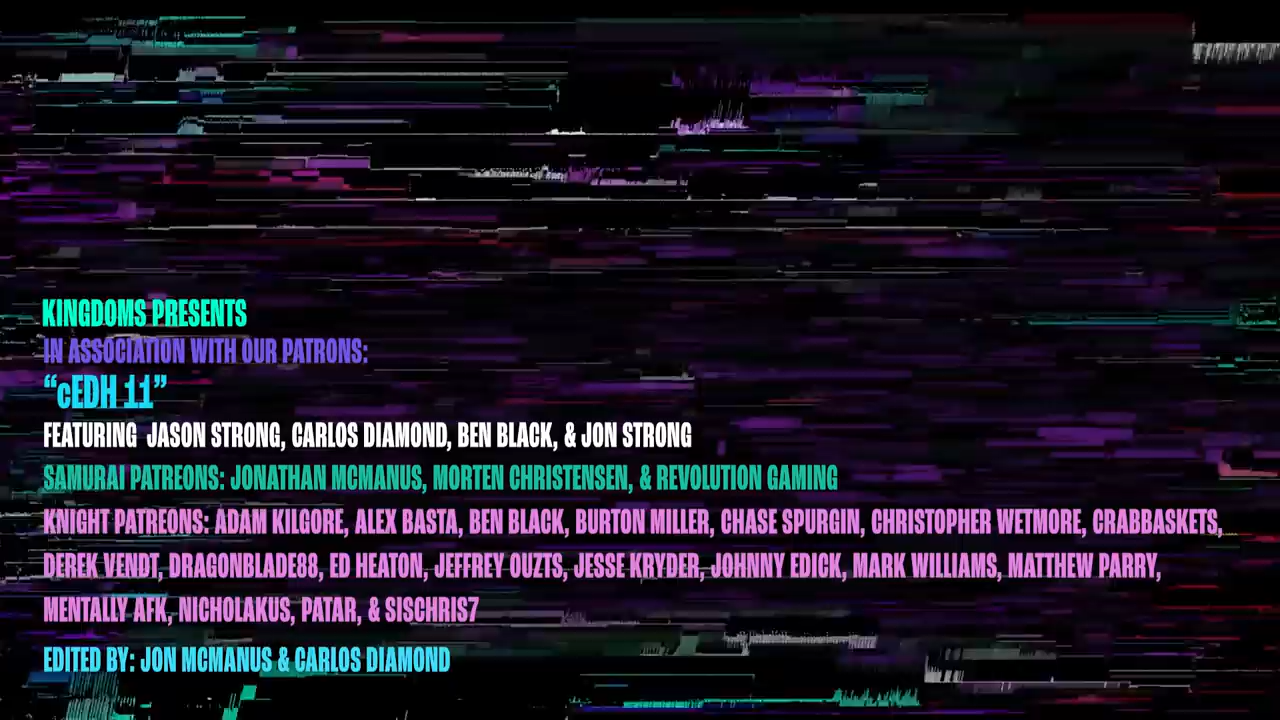 KINGDOMS PRESENTS
IN ASSOCIATION WITH OUR PATRONS:
“cEDH 11”
FEATURING JASON STRONG, CARLOS DIAMOND, BEN BLACK, & JON STRONG
SAMURAI PATREONS: JONATHAN MCMANUS, MORTEN CHRISTENSEN, & REVOLUTION GAMING
KNIGHT PATREONS: ADAM KILGORE, ALEX BASTA, BEN BLACK, BURTON MILLER, CHASE SPURGIN, CHRISTOPHER WETMORE, CRABBASKETS,
DEREK VENDT, DRAGONBLADE88, ED HEATON, JEFFREY OUZTS, JESSE KRYDER, JOHNNY EDICK, MARK WILLIAMS, MATTHEW PARRY,
MENTALLY AFK, NICHOLAKUS, PATAR, & SISCHRIS7
EDITED BY: JON MCMANUS & CARLOS DIAMOND